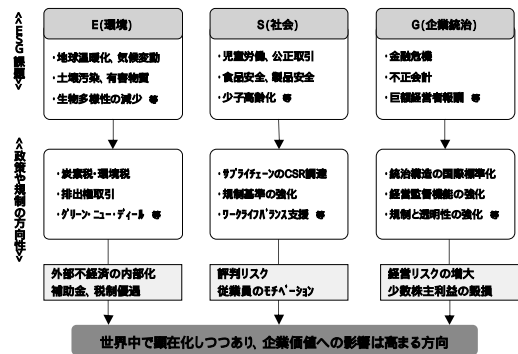 ≪ESG 課題≫
E(環境)
・地球温暖化、気候変動
・土壌汚染、有害物質
・生物多様性の減少 等
S(社会)
・児童労働、公正取引
・食品安全、製品安全
・少子高齢化 等
G(企業統治)
・金融危機
・不正会計
・巨額経営者報酬 等
≪政策や規制の方向性≫
・炭素税・環境税
・排出権取引
・グリーン・ニュー・ディール 等
・サプライチェーンのCSR調達
・規制基準の強化
・ワークライフバランス支援 等
・統治構造の国際標準化
・経営監督機能の強化
・規制と透明性の強化 等
外部不経済の内部化
補助金、税制優遇
評判リスク
従業員のモチベーション
経営リスクの増大
少数株主利益の毀損
世界中で顕在化しつつあり、企業価値への影響は高まる方向